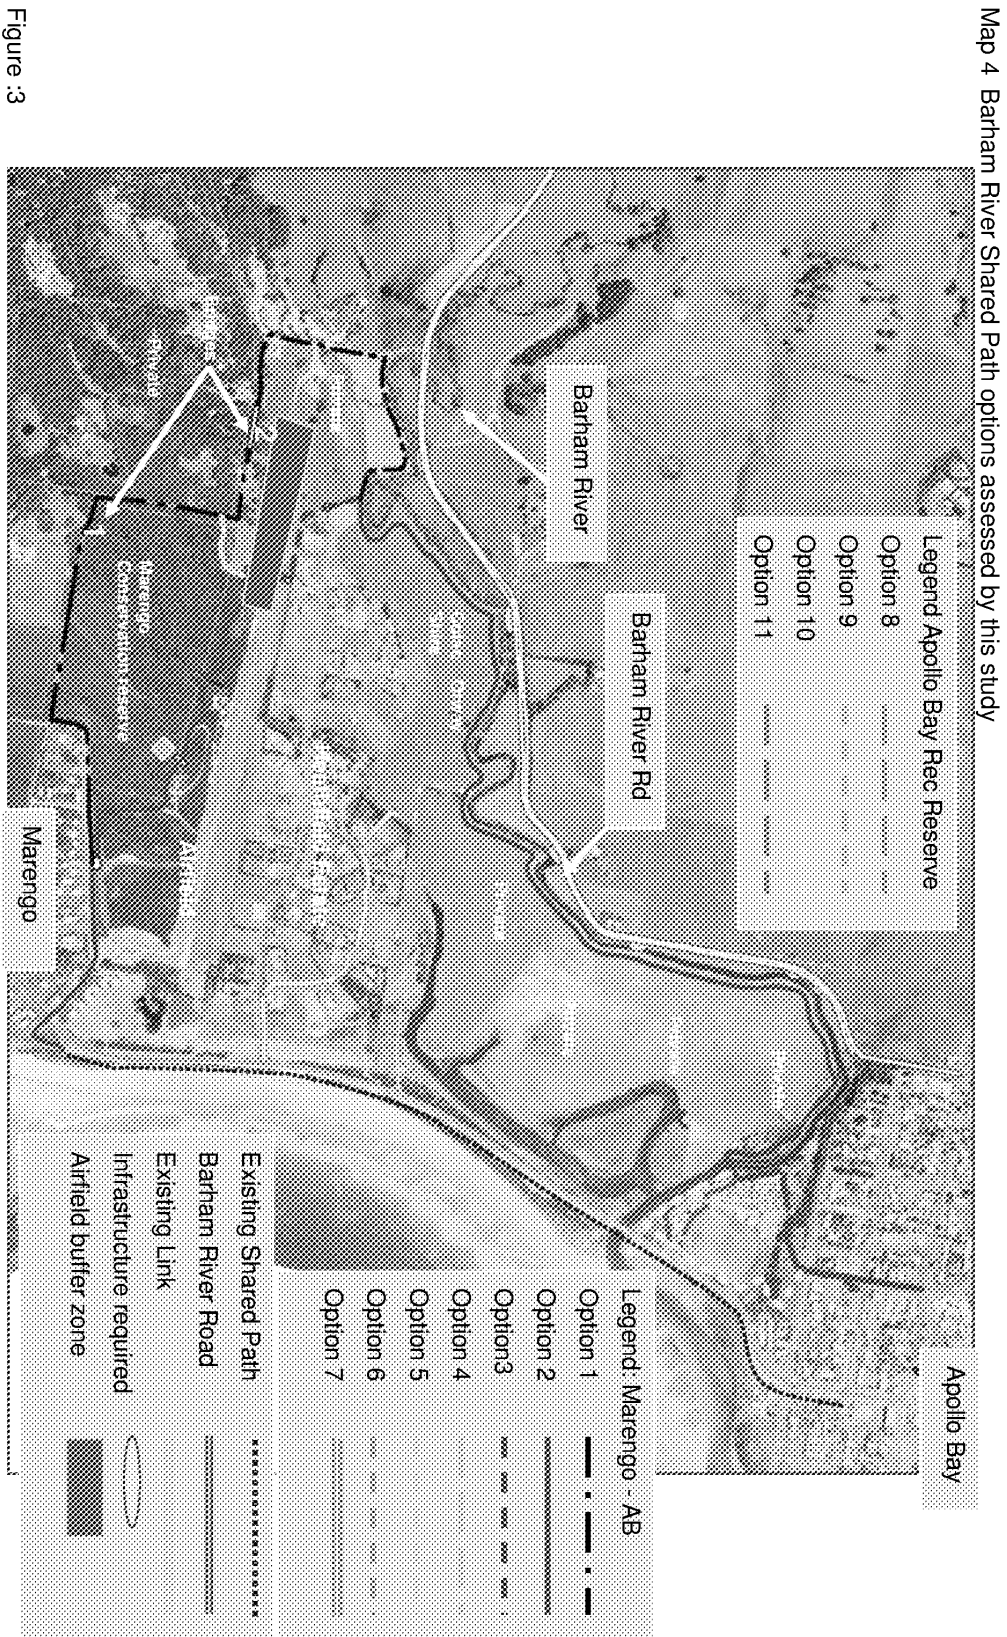 Map 4 Barham River Shared Path options assessed by this study
Legend Apollo Bay Rec Reserve
Option 8
Option 9
Option 10
Option 11
Apollo Bay
Barham River Rd
Barham River
Legend: Marengo - AB
Option 1
Option 2
Option3
Option 4
Option 5
Option 6
Option 7
Existing Shared Path
Barham River Road
Existing Link
Infrastructure required
Airfield buffer zone
Marengo
Conservation reserve
Marengo
Figure :3